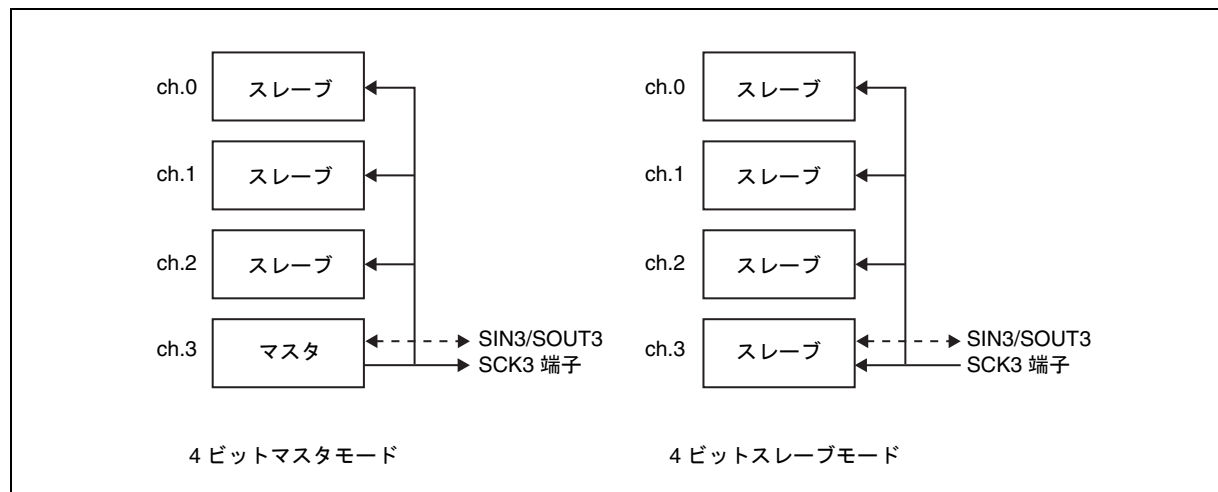 ch.0 スレーブ
ch.1 スレーブ
ch.2 スレーブ
ch.3 マスタ
SIN3/SOUT3
SCK3 端子
4 ビットマスタモード
ch.0 スレーブ
ch.1 スレーブ
ch.2 スレーブ
ch.3 スレーブ
SIN3/SOUT3
SCK3 端子
4 ビットスレーブモード